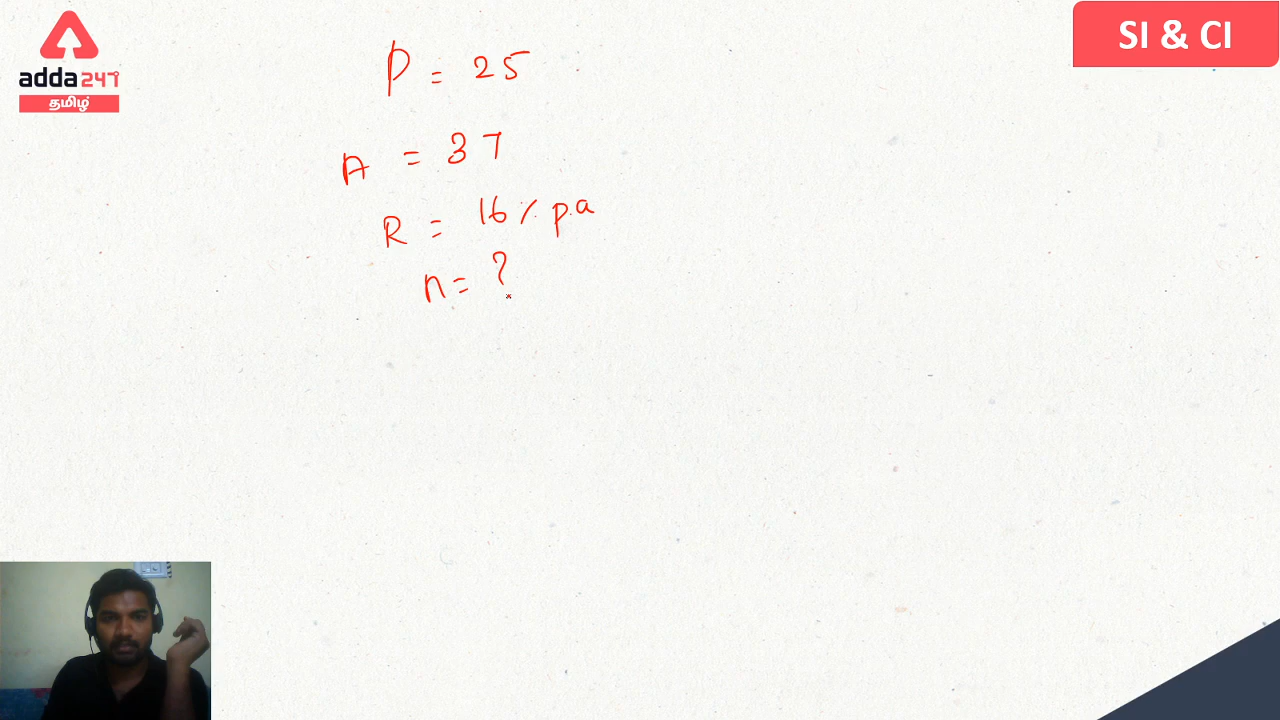 adda247
தமிழ்
SI & CI
P = 25
A = 37
R = 16% p.a
n = ?